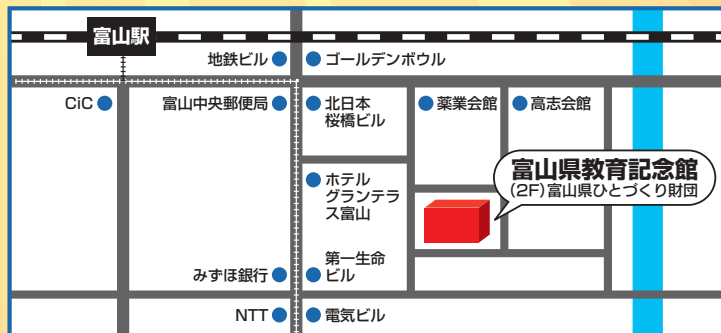 富山駅
地鉄ビル
ゴールデンボウル
CiC
富山中央郵便局
北日本
桜橋ビル
薬業会館
高志会館
富山県教育記念館
(2F)富山県ひとづくり財団
ホテル
グランテラ
ス富山
みずほ銀行
第一生命
ビル
NTT
電気ビル